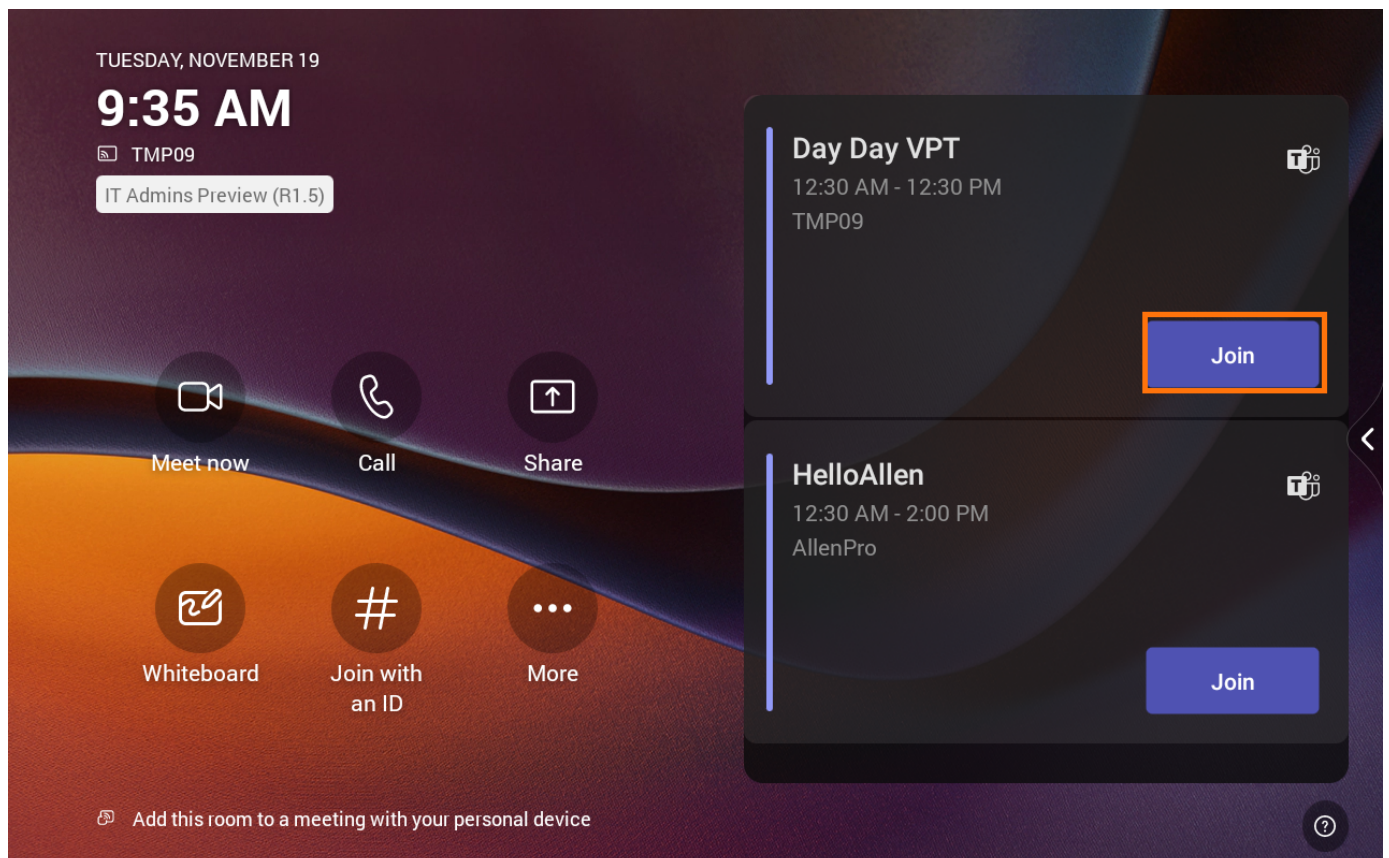 TUESDAY, NOVEMBER 19
9:35 AM
TMP09
IT Admins Preview (R1.5)
Meet now
Call
Share
Whiteboard
Join with
an ID
More
Add this room to a meeting with your personal device
Day Day VPT
12:30 AM - 12:30 PM
TMP09
Join
HelloAllen
12:30 AM - 2:00 PM
AllenPro
Join